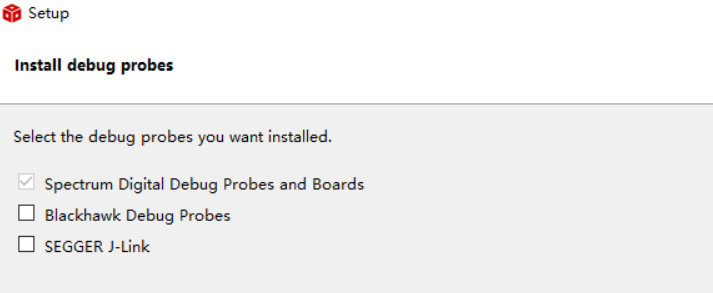 Setup
Install debug probes
Select the debug probes you want installed.
Spectrum Digital Debug Probes and Boards
Blackhawk Debug Probes
SEGGER J-Link